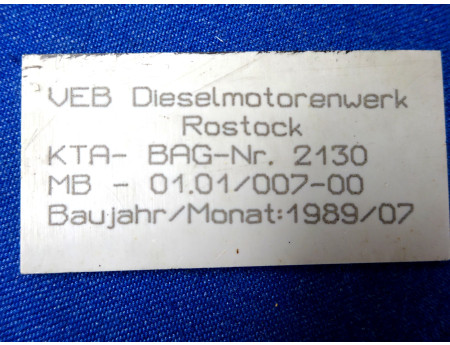 VEB Dieselmotorenwerk
Rostock
KTA- BAG-Nr. 2130
MB - 01.01/007-00
Baujahr/Monat:1989/07